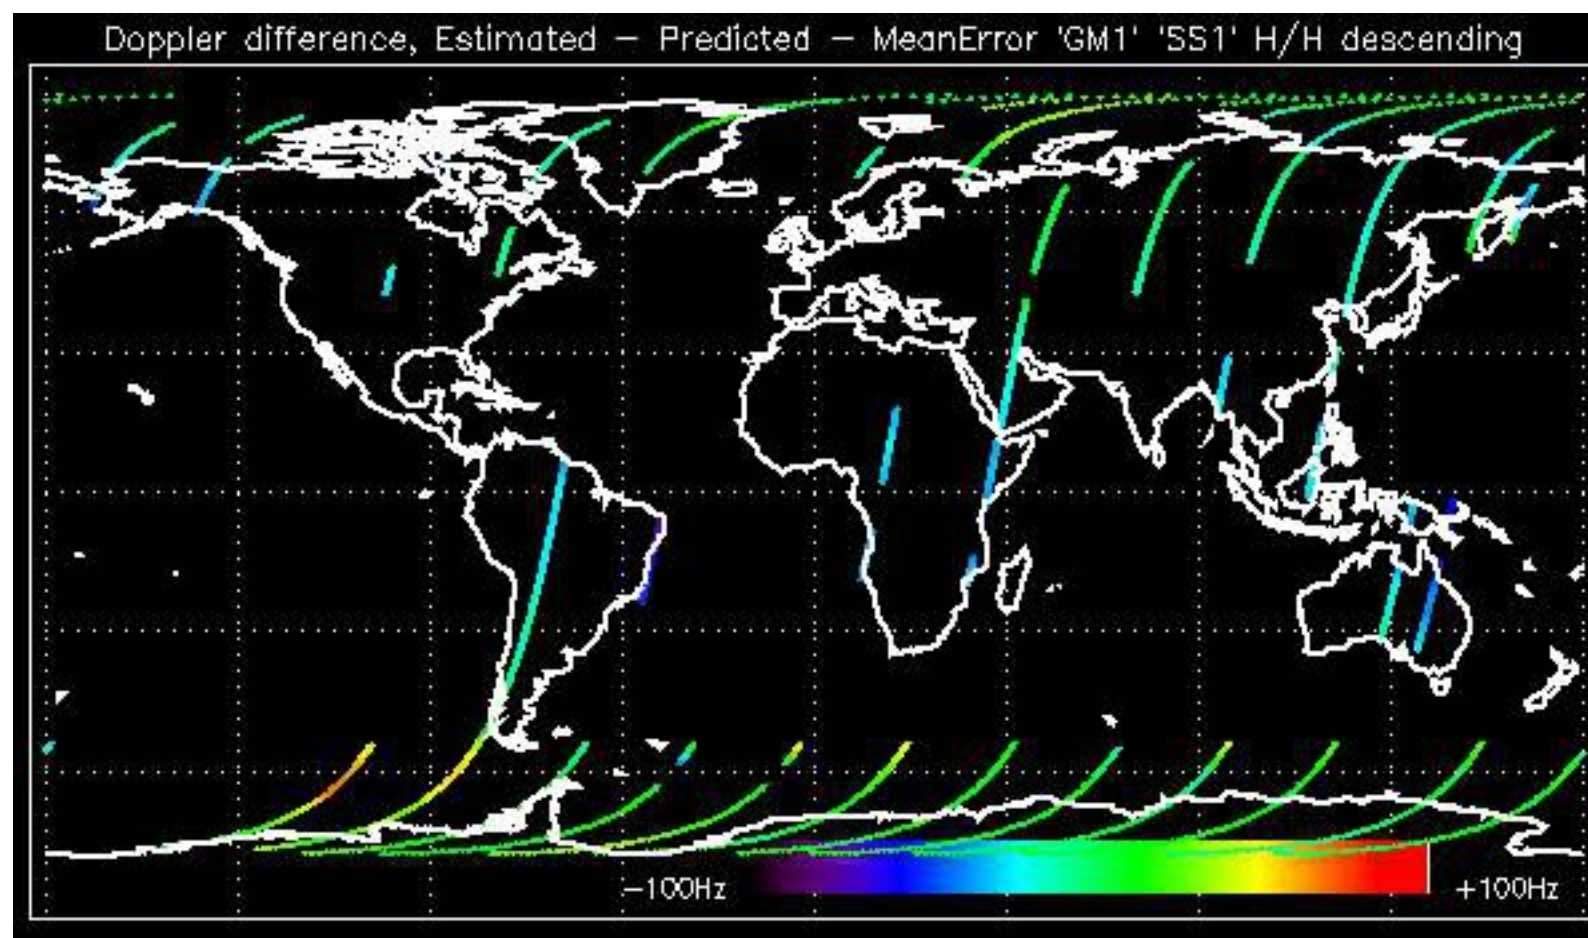 Doppler difference, Estimated – Predicted – MeanError 'GM1' 'SS1' H/H descending
–100Hz +100Hz